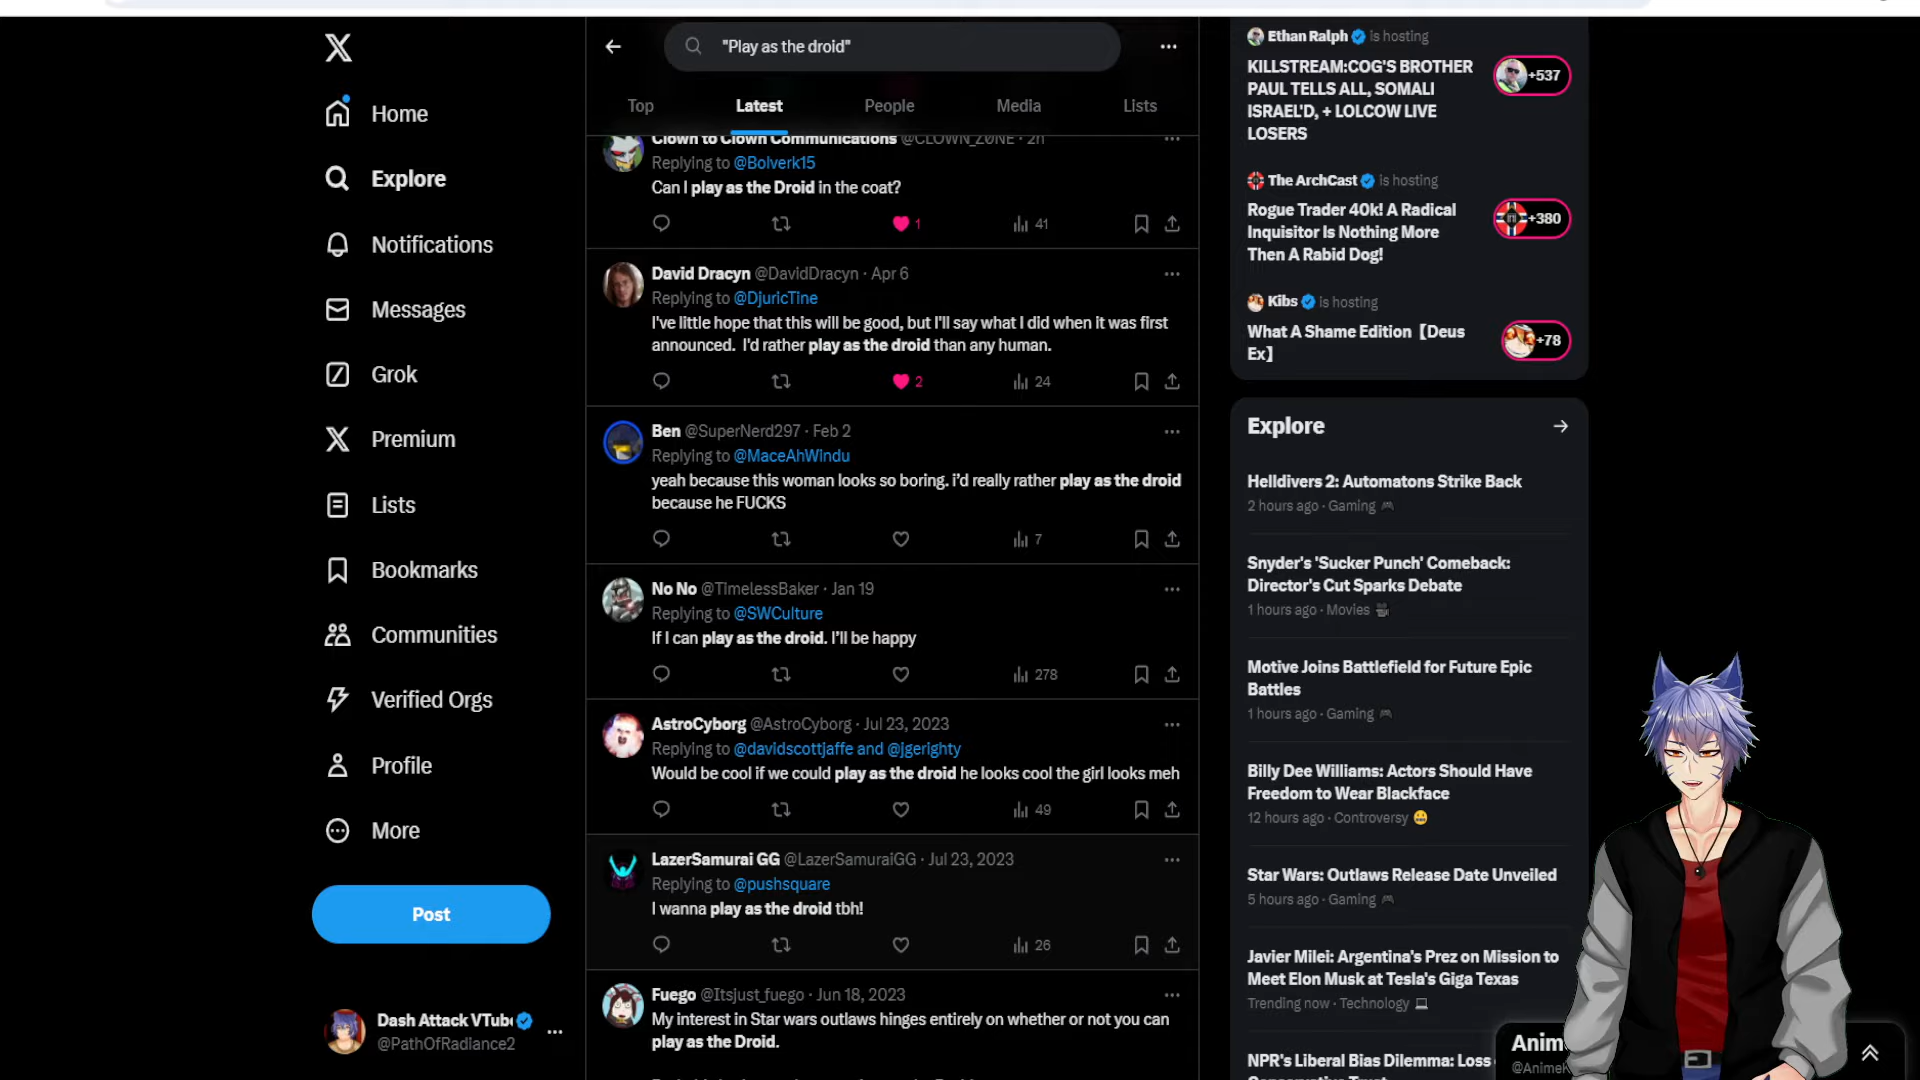 "Play as the droid"
Top
Latest
People
Media
Lists
Home
Explore
Notifications
Messages
Grok
Premium
Lists
Bookmarks
Communities
Verified Orgs
Profile
More
Post
Dash Attack VTub
@PathOfRadiance2
Clown to Clown Communications @CLOWN_Z0NE · 2h
Replying to @Bolverk15
Can I play as the Droid in the coat?
1
41
David Dracyn @DavidDracyn · Apr 6
Replying to @DjuricTine
I've little hope that this will be good, but I'll say what I did when it was first
announced. I'd rather play as the droid than any human.
2
24
Ben @SuperNerd297 · Feb 2
Replying to @MaceAhWindu
yeah because this woman looks so boring. i'd really rather play as the droid
because he FUCKS
7
No No @TimelessBaker · Jan 19
Replying to @SWCulture
If I can play as the droid. I'll be happy
278
AstroCyborg @AstroCyborg · Jul 23, 2023
Replying to @davidscottjaffe and @jgerighty
Would be cool if we could play as the droid he looks cool the girl looks meh
49
LazerSamurai GG @LazerSamuraiGG · Jul 23, 2023
Replying to @pushsquare
I wanna play as the droid tbh!
26
Fuego @Itsjust_fuego · Jun 18, 2023
My interest in Star wars outlaws hinges entirely on whether or not you can
play as the Droid.
Ethan Ralph is hosting
KILLSTREAM:COG'S BROTHER
PAUL TELLS ALL, SOMALI
ISRAEL'D, + LOLCOW LIVE
LOSERS
+537
The ArchCast is hosting
Rogue Trader 40k! A Radical
Inquisitor Is Nothing More
Then A Rabid Dog!
+380
Kibs is hosting
What A Shame Edition【Deus
Ex】
+78
Explore
Helldivers 2: Automatons Strike Back
2 hours ago · Gaming
Snyder's 'Sucker Punch' Comeback:
Director's Cut Sparks Debate
1 hours ago · Movies
Motive Joins Battlefield for Future Epic
Battles
1 hours ago · Gaming
Billy Dee Williams: Actors Should Have
Freedom to Wear Blackface
12 hours ago · Controversy
Star Wars: Outlaws Release Date Unveiled
5 hours ago · Gaming
Javier Milei: Argentina's Prez on Mission to
Meet Elon Musk at Tesla's Giga Texas
Trending now · Technology
NPR's Liberal Bias Dilemma: Loss
Anim
@Animek